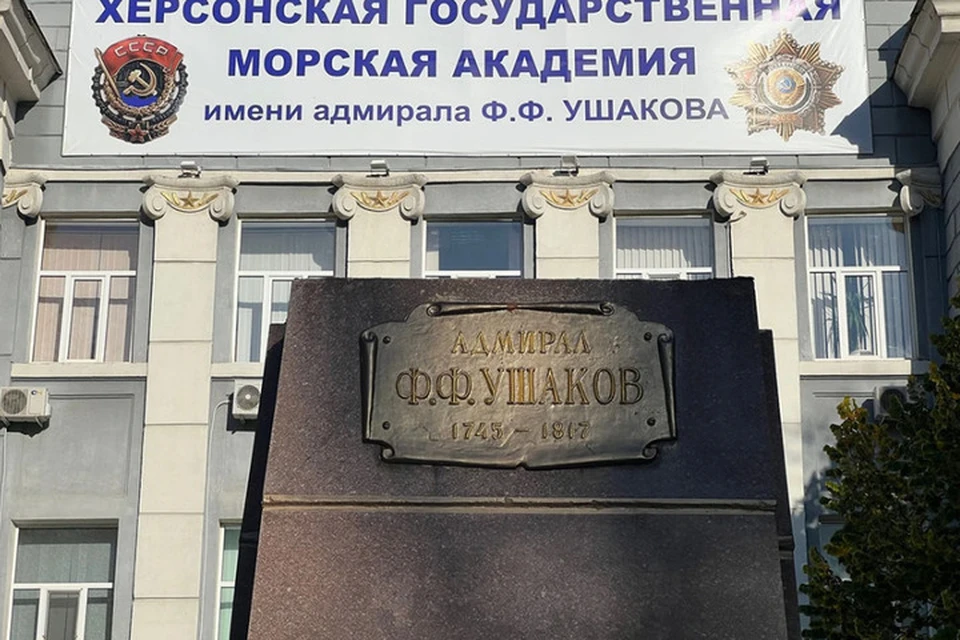 ХЕРСОНСКАЯ ГОСУДАРСТВЕННАЯ
МОРСКАЯ АКАДЕМИЯ
имени адмирала Ф.Ф. УШАКОВА
СССР
АДМИРАЛ
Ф.Ф.УШАКОВ
1745 – 1817